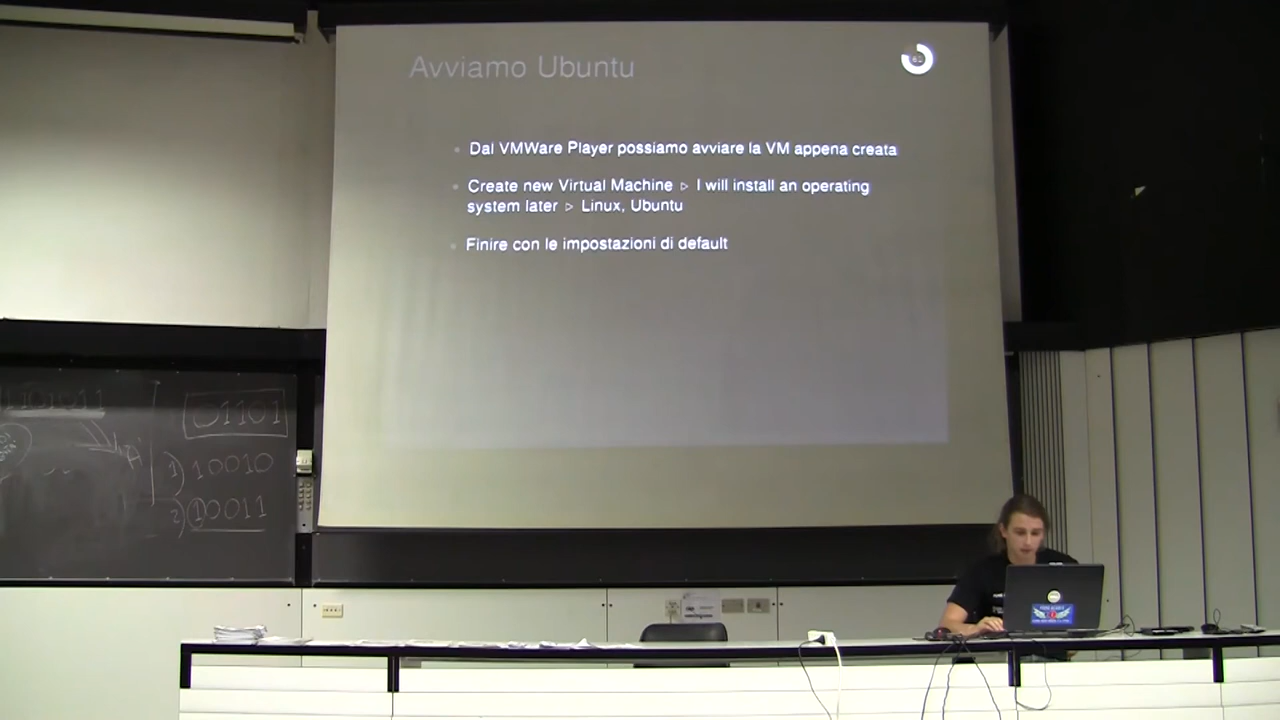 Avviamo Ubuntu
Dal VMWare Player possiamo avviare la VM appena creata
Create new Virtual Machine ▹ I will install an operating
system later ▹ Linux, Ubuntu
Finire con le impostazioni di default
01101
1) 10010
2) 10011